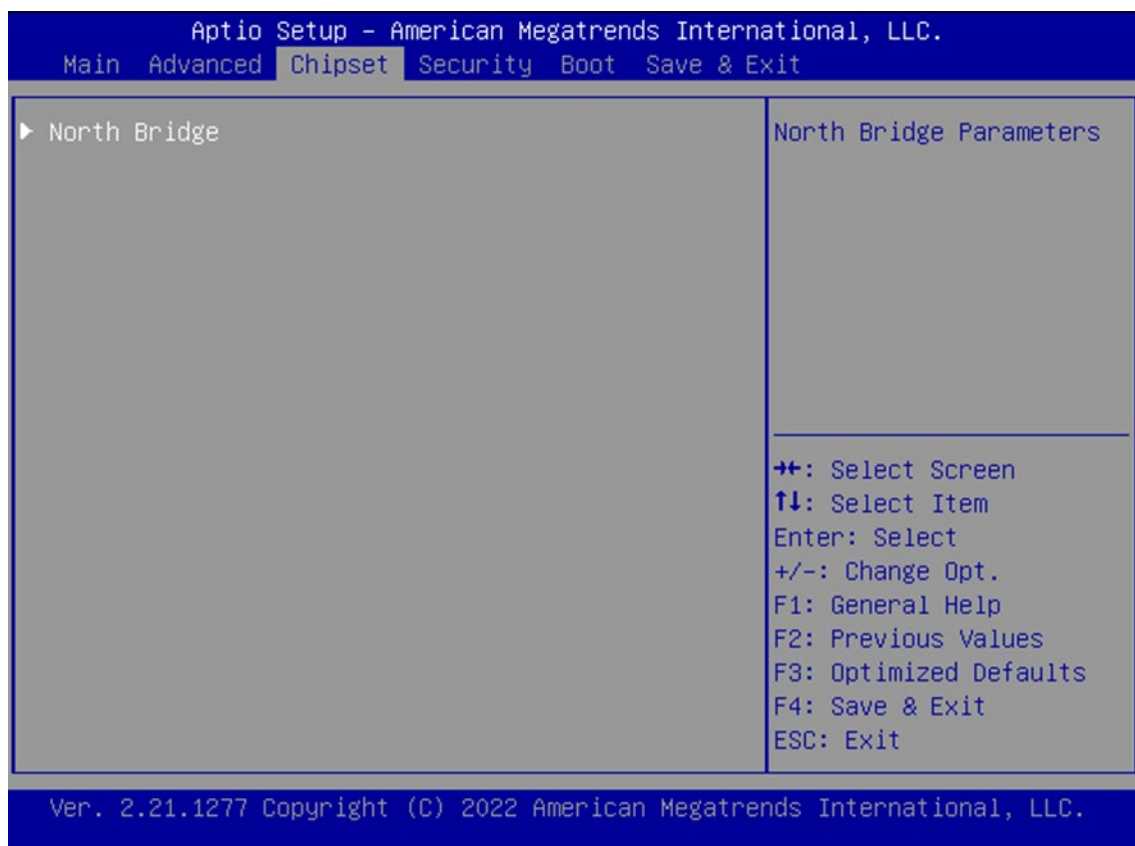 Aptio Setup – American Megatrends International, LLC.
Main Advanced Chipset Security Boot Save & Exit
▶ North Bridge
North Bridge Parameters
→←: Select Screen
↑↓: Select Item
Enter: Select
+/-: Change Opt.
F1: General Help
F2: Previous Values
F3: Optimized Defaults
F4: Save & Exit
ESC: Exit
Ver. 2.21.1277 Copyright (C) 2022 American Megatrends International, LLC.